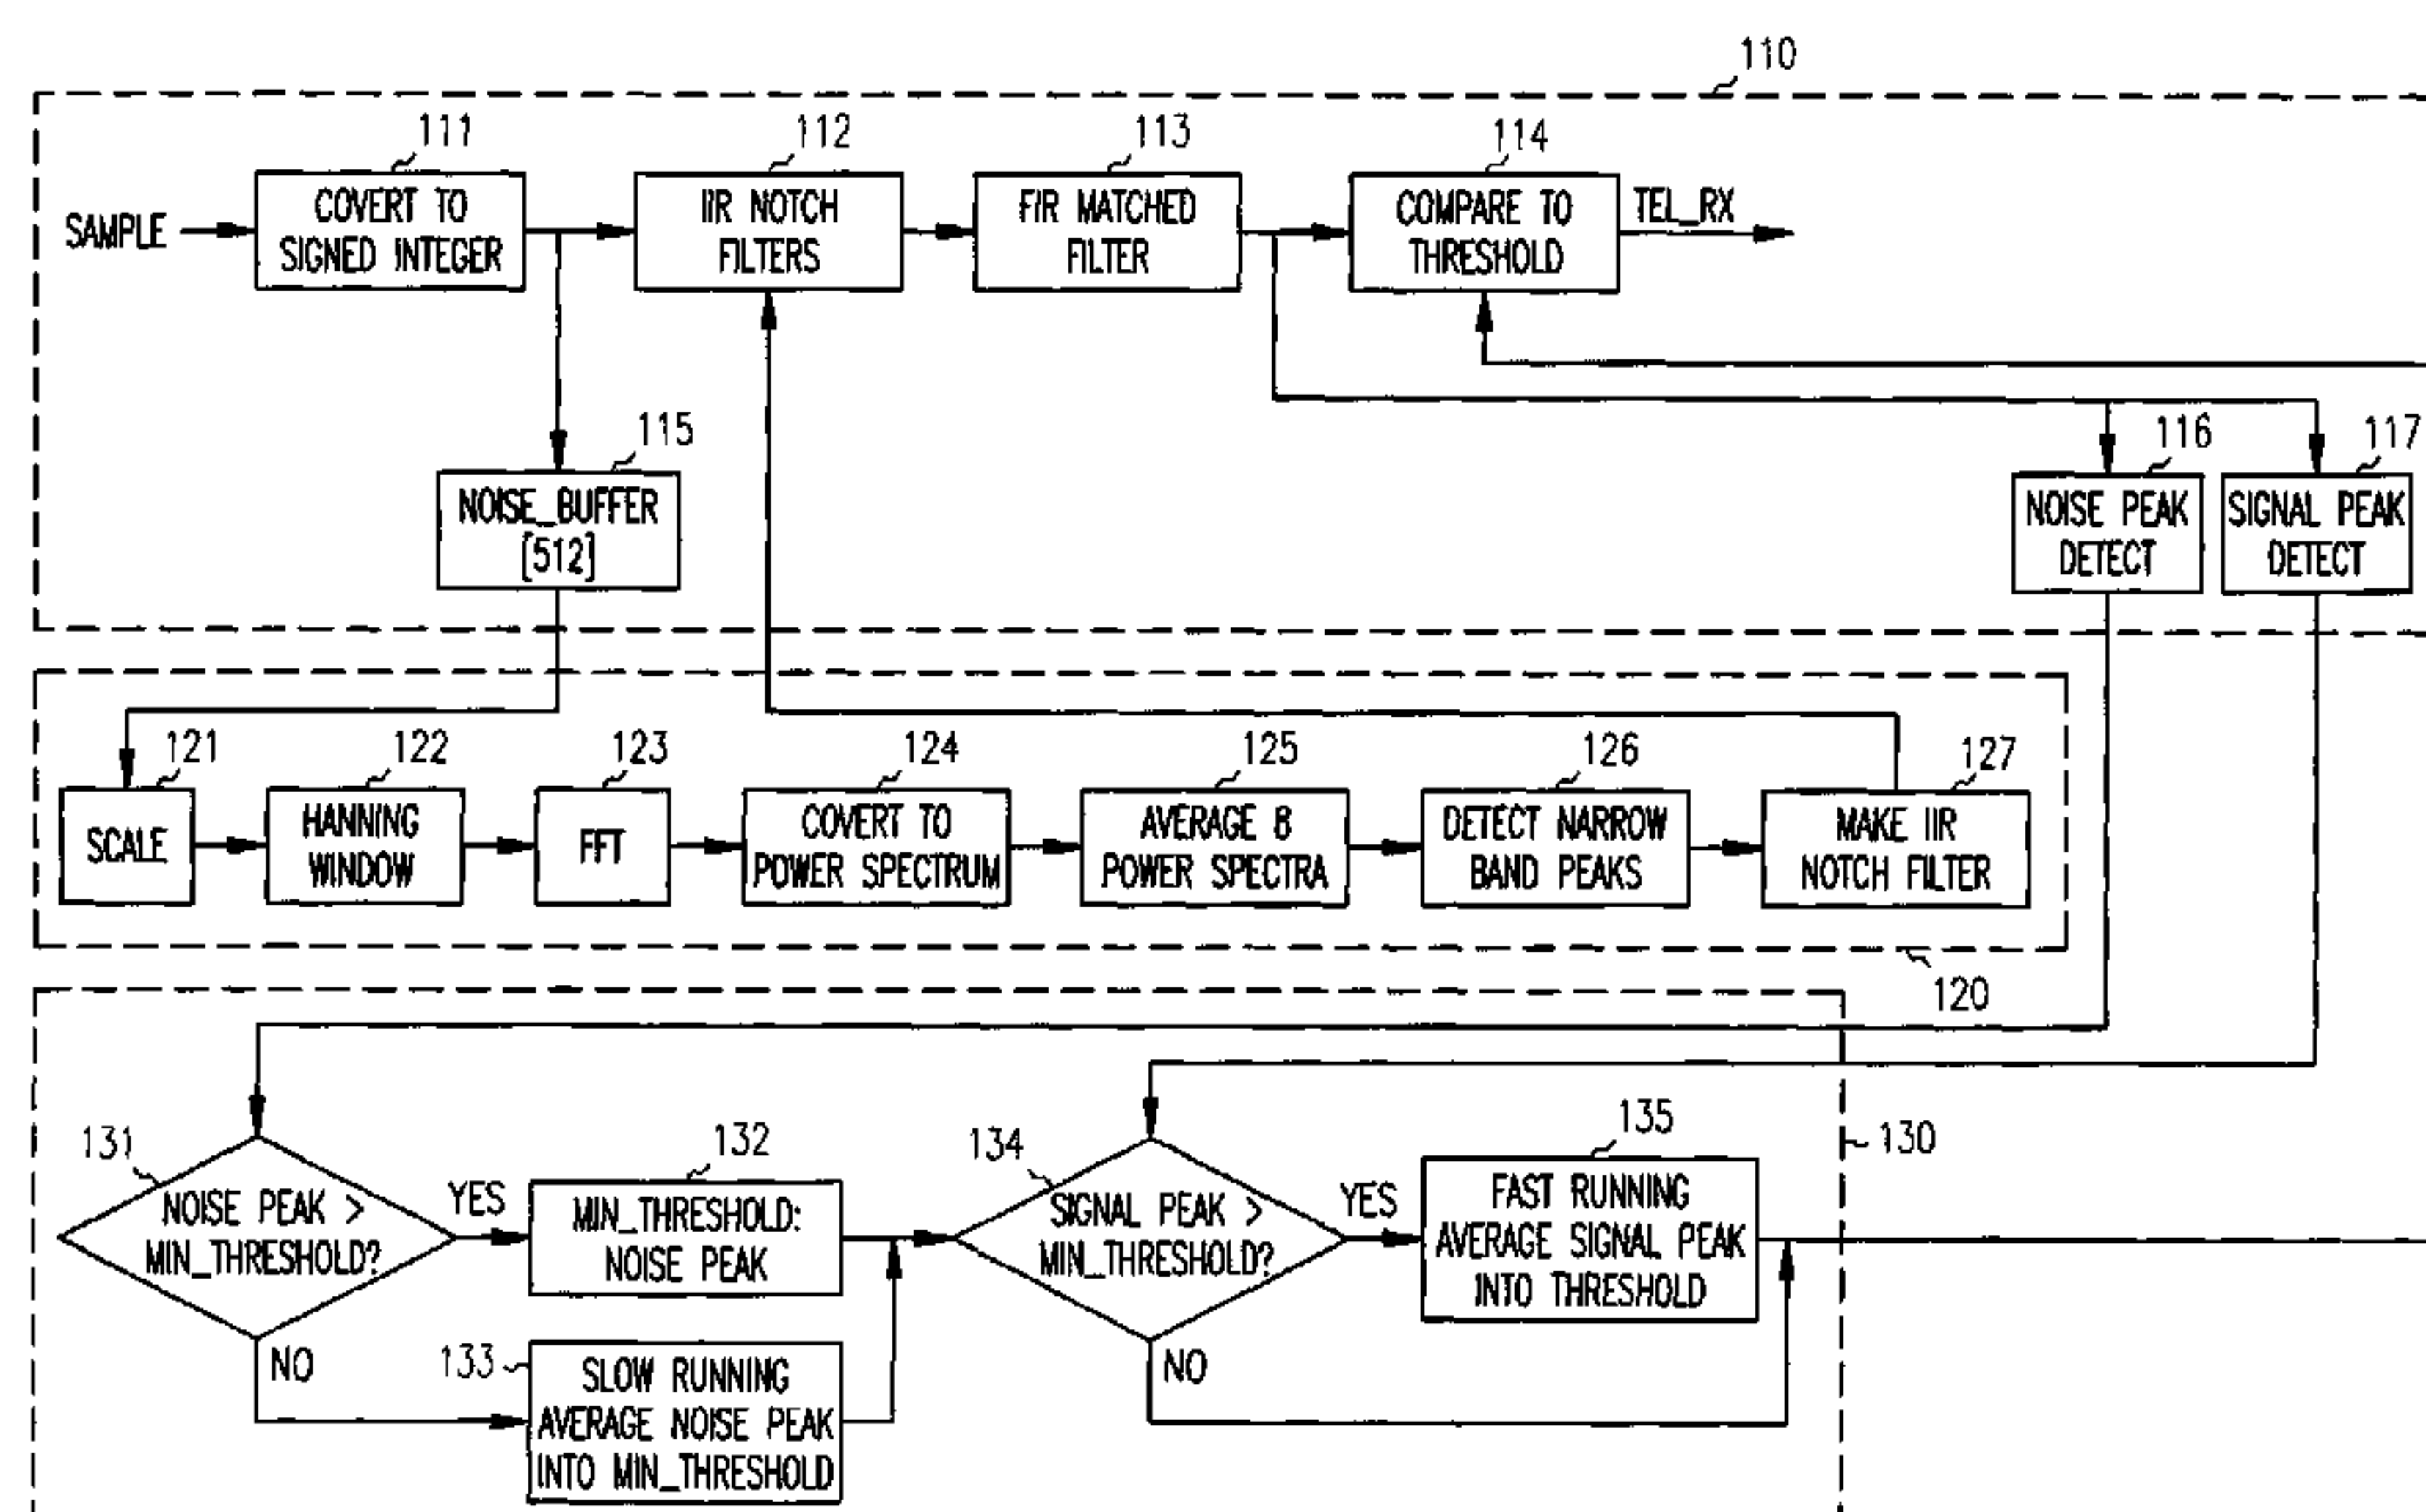 110
111
112
113
114
SAMPLE
COVERT TO
SIGNED INTEGER
IIR NOTCH
FILTERS
FIR MATCHED
FILTER
COMPARE TO
THRESHOLD
TEL_RX
115
NOISE_BUFFER
[512]
116
NOISE PEAK
DETECT
117
SIGNAL PEAK
DETECT
121
SCALE
122
HANNING
WINDOW
123
FFT
124
COVERT TO
POWER SPECTRUM
125
AVERAGE 8
POWER SPECTRA
126
DETECT NARROW
BAND PEAKS
127
MAKE IIR
NOTCH FILTER
120
130
131
NOISE PEAK >
MIN_THRESHOLD?
YES
NO
132
MIN_THRESHOLD:
NOISE PEAK
133
SLOW RUNNING
AVERAGE NOISE PEAK
INTO MIN_THRESHOLD
134
SIGNAL PEAK >
MIN_THRESHOLD?
YES
NO
135
FAST RUNNING
AVERAGE SIGNAL PEAK
INTO THRESHOLD